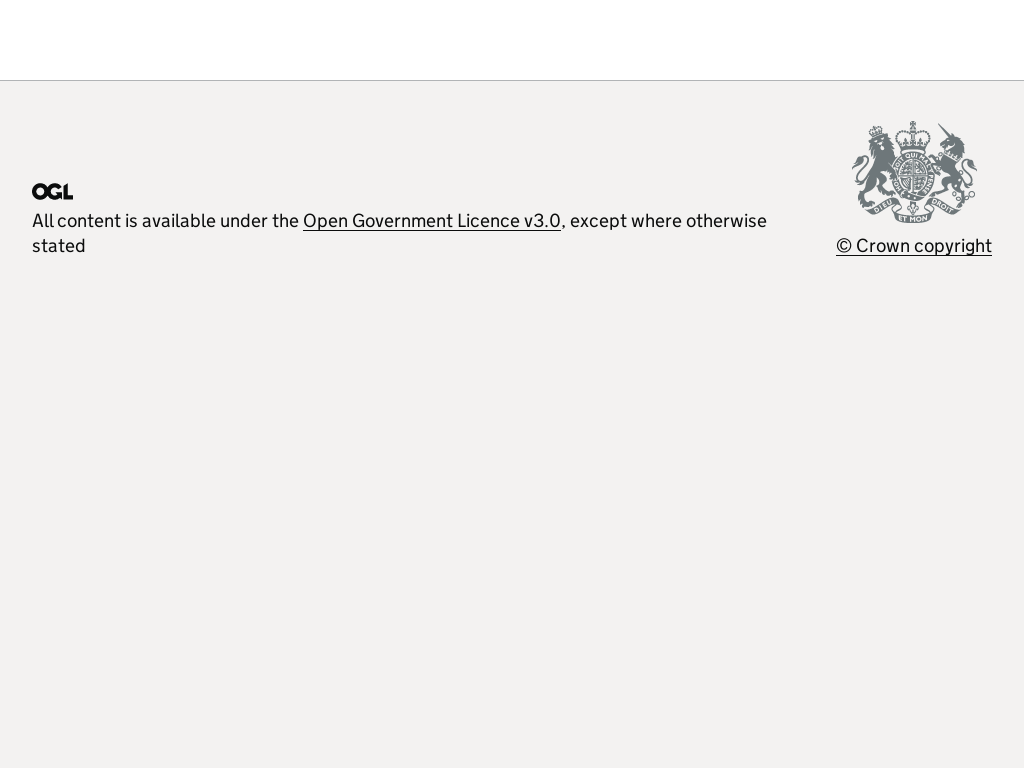 OGL
All content is available under the Open Government Licence v3.0, except where otherwise
stated
DIEU ET MON DROIT
© Crown copyright